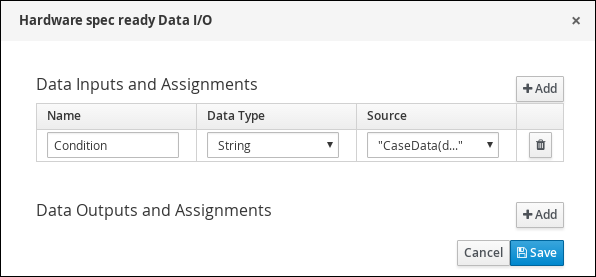 Hardware spec ready Data I/O
×
Data Inputs and Assignments
+ Add
Name Data Type Source
Condition String "CaseData(d..."
Data Outputs and Assignments
+ Add
Cancel Save